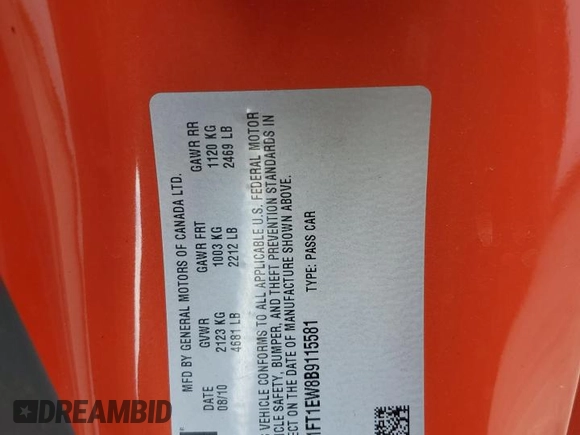 MFD BY GENERAL MOTORS OF CANADA LTD.
DATE GVWR GAWR FRT GAWR RR
08/10 2123 KG 1003 KG 1120 KG
4681 LB 2212 LB 2469 LB
VEHICLE CONFORMS TO ALL APPLICABLE U.S. FEDERAL MOTOR
SAFETY, BUMPER, AND THEFT PREVENTION STANDARDS IN
ON THE DATE OF MANUFACTURE SHOWN ABOVE.
1FT1EW8B9115581 TYPE: PASS CAR
DREAMBID